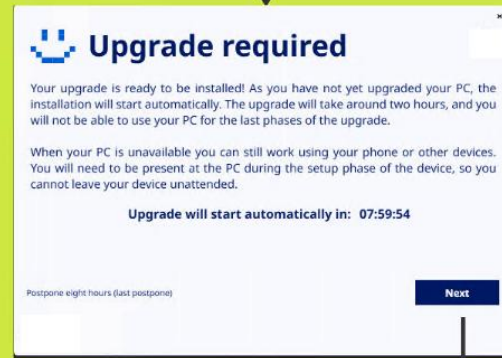 Upgrade required
Your upgrade is ready to be installed! As you have not yet upgraded your PC, the
installation will start automatically. The upgrade will take around two hours, and you
will not be able to use your PC for the last phases of the upgrade.
When your PC is unavailable you can still work using your phone or other devices.
You will need to be present at the PC during the setup phase of the device, so you
cannot leave your device unattended.
Upgrade will start automatically in: 07:59:54
Postpone eight hours (last postpone)
Next